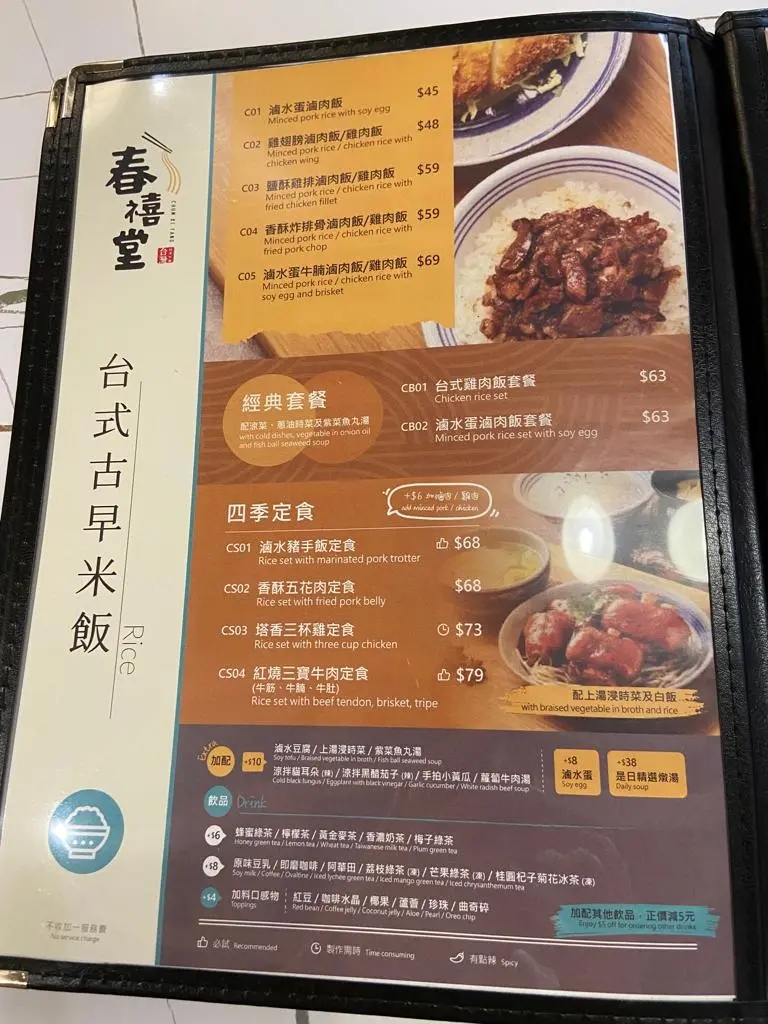 春禧堂
CHUN ZI TANG
台式古早米飯
Rice
不收加一服務費
No service charge
C01 滷水蛋滷肉飯 $45
Minced pork rice with soy egg
C02 雞翅膀滷肉飯/雞肉飯 $48
Minced pork rice / chicken rice with
chicken wing
C03 鹽酥雞排滷肉飯/雞肉飯 $59
Minced pork rice / chicken rice with
fried chicken fillet
C04 香酥炸排骨滷肉飯/雞肉飯 $59
Minced pork rice / chicken rice with
fried pork chop
C05 滷水蛋牛腩滷肉飯/雞肉飯 $69
Minced pork rice / chicken rice with
soy egg and brisket
經典套餐
配涼菜、蔥油時菜及紫菜魚丸湯
with cold dishes, vegetable in onion oil
and fish ball seaweed soup
CB01 台式雞肉飯套餐 $63
Chicken rice set
CB02 滷水蛋滷肉飯套餐 $63
Minced pork rice set with soy egg
四季定食
+$6 加滷肉 / 雞肉
add minced pork / chicken
CS01 滷水豬手飯定食 $68
Rice set with marinated pork trotter
CS02 香酥五花肉定食 $68
Rice set with fried pork belly
CS03 塔香三杯雞定食 $73
Rice set with three cup chicken
CS04 紅燒三寶牛肉定食 $79
(牛筋、牛腩、牛肚)
Rice set with beef tendon, brisket, tripe
配上湯浸時菜及白飯
with braised vegetable in broth and rice
Extra
加配 +$10
滷水豆腐 / 上湯浸時菜 / 紫菜魚丸湯
Soy tofu / Braised vegetable in broth / Fish ball seaweed soup
涼拌貓耳朵 (辣) / 涼拌黑醋茄子 (辣) / 手拍小黃瓜 / 蘿蔔牛肉湯
Cold black fungus / Eggplant with black vinegar / Garlic cucumber / White radish beef soup
+$8
滷水蛋
Soy egg
+$38
是日精選燉湯
Daily soup
飲品 Drink
+$6 蜂蜜綠茶 / 檸檬茶 / 黃金麥茶 / 香濃奶茶 / 梅子綠茶
Honey green tea / Lemon tea / Wheat tea / Taiwanese milk tea / Plum green tea
+$8 原味豆乳 / 即磨咖啡 / 阿華田 / 荔枝綠茶 (凍) / 芒果綠茶 (凍) / 桂圓杞子菊花冰茶 (凍)
Soy milk / Coffee / Ovaltine / Iced lychee green tea / Iced mango green tea / Iced chrysanthemum tea
+$4 加料口感物 紅豆 / 咖啡水晶 / 椰果 / 蘆薈 / 珍珠 / 曲奇碎
Toppings Red bean / Coffee jelly / Coconut jelly / Aloe / Pearl / Oreo chip
加配其他飲品，正價減5元
Enjoy $5 off for ordering other drinks
必試 Recommended 製作需時 Time consuming 有點辣 Spicy